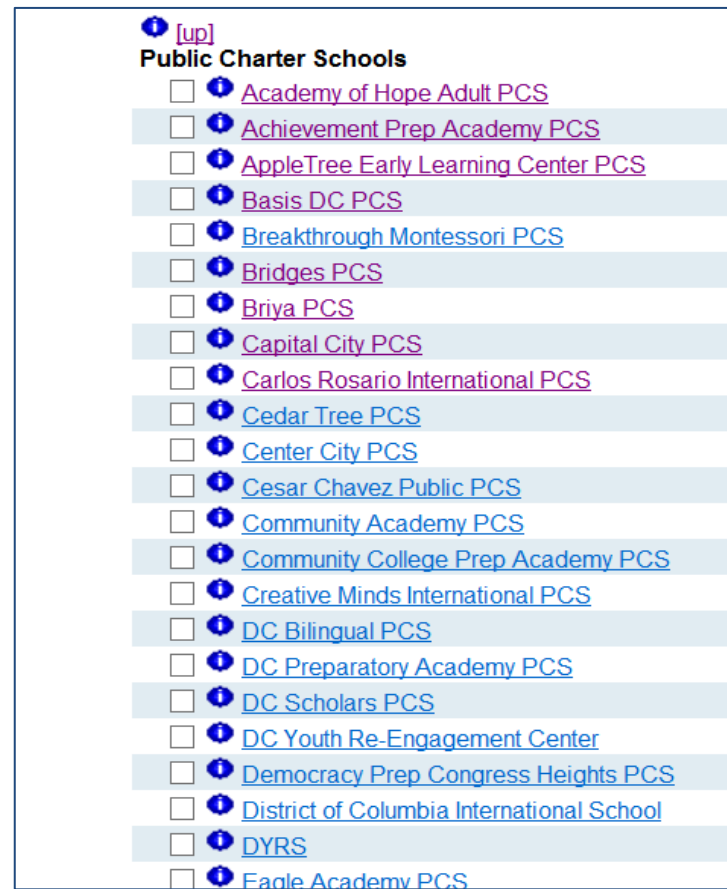 [up]
Public Charter Schools
Academy of Hope Adult PCS
Achievement Prep Academy PCS
AppleTree Early Learning Center PCS
Basis DC PCS
Breakthrough Montessori PCS
Bridges PCS
Briya PCS
Capital City PCS
Carlos Rosario International PCS
Cedar Tree PCS
Center City PCS
Cesar Chavez Public PCS
Community Academy PCS
Community College Prep Academy PCS
Creative Minds International PCS
DC Bilingual PCS
DC Preparatory Academy PCS
DC Scholars PCS
DC Youth Re-Engagement Center
Democracy Prep Congress Heights PCS
District of Columbia International School
DYRS
Eagle Academy PCS